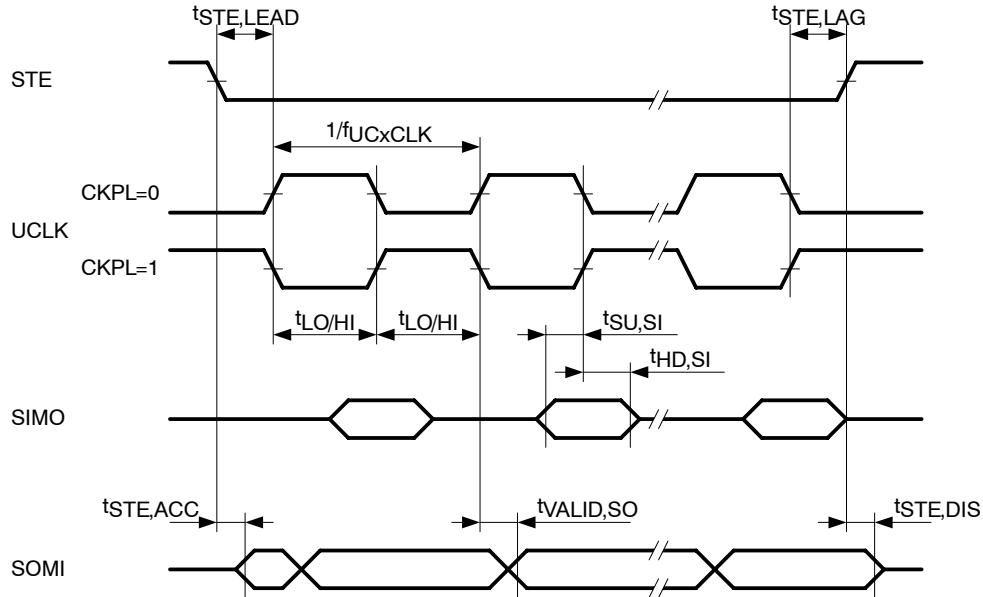 tSTE,LEAD
tSTE,LAG
STE
1/fUCxCLK
CKPL=0
UCLK
CKPL=1
tLO/HI
tLO/HI
tSU,SI
tHD,SI
SIMO
tSTE,ACC
tVALID,SO
tSTE,DIS
SOMI